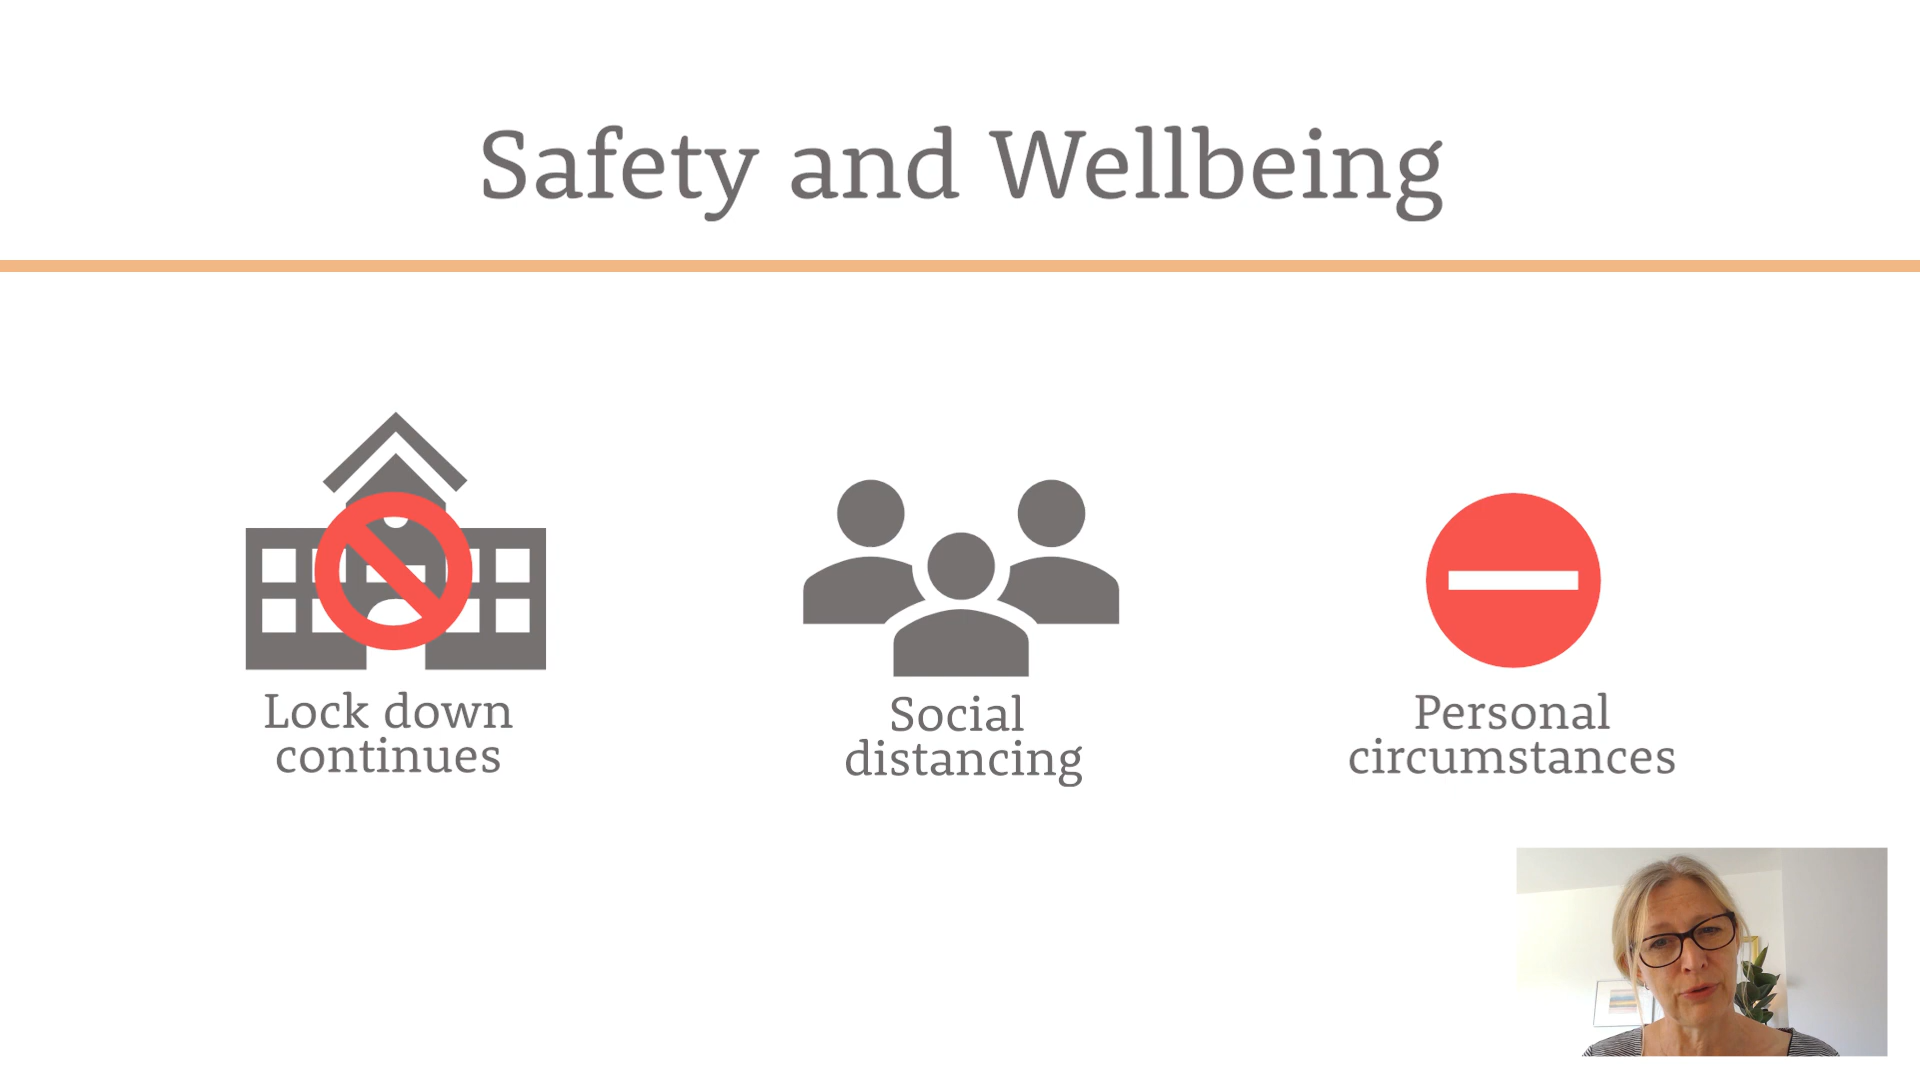 Safety and Wellbeing
Lock down
continues
Social
distancing
Personal
circumstances